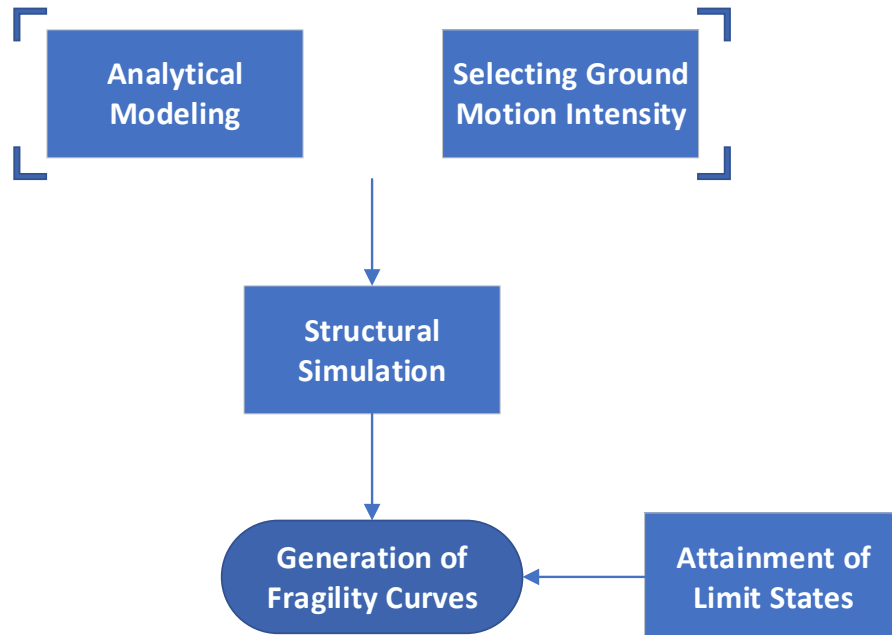 Analytical
Modeling
Selecting Ground
Motion Intensity
Structural
Simulation
Generation of
Fragility Curves
Attainment of
Limit States